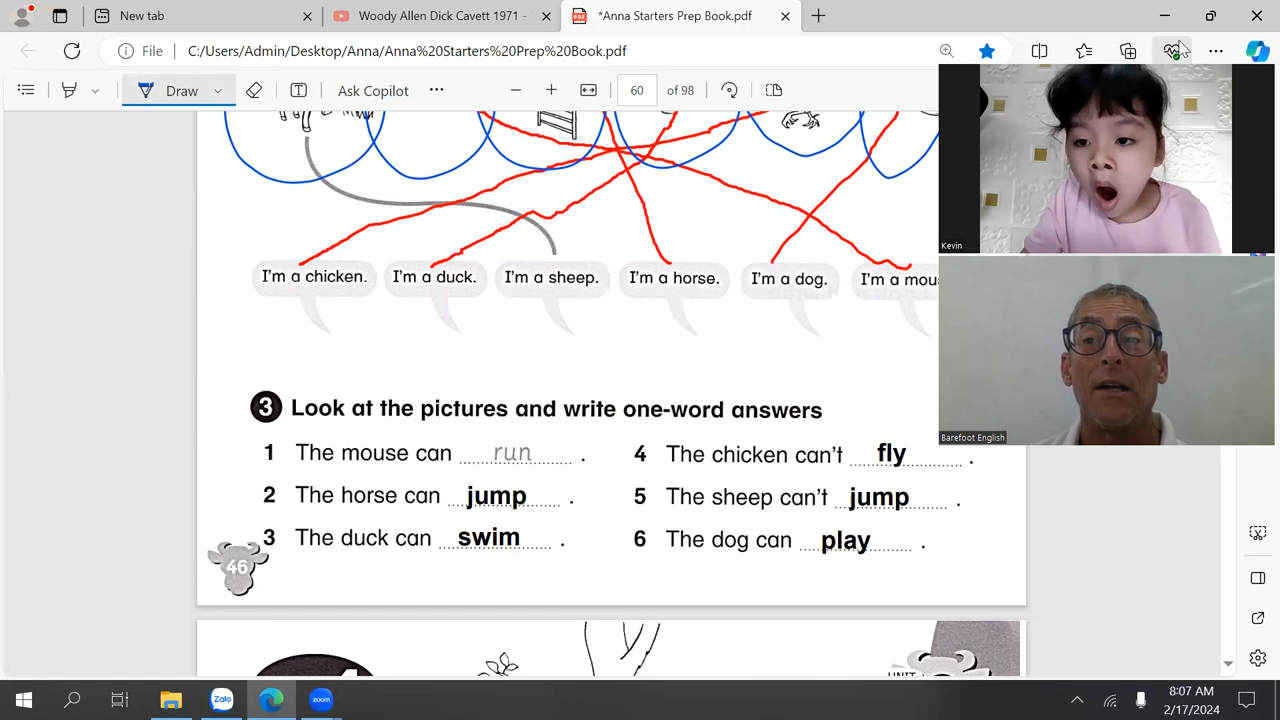 New tab
Woody Allen Dick Cavett 1971 -
*Anna Starters Prep Book.pdf
File
C:/Users/Admin/Desktop/Anna/Anna%20Starters%20Prep%20Book.pdf
Draw
Ask Copilot
60 of 98
Kevin
I'm a chicken.
I'm a duck.
I'm a sheep.
I'm a horse.
I'm a dog.
I'm a mou
Barefoot English
3 Look at the pictures and write one-word answers
1 The mouse can run .
2 The horse can jump .
3 The duck can swim .
4 The chicken can't fly .
5 The sheep can't jump .
6 The dog can play .
46
UNIT
Zalo
zoom
8:07 AM
2/17/2024